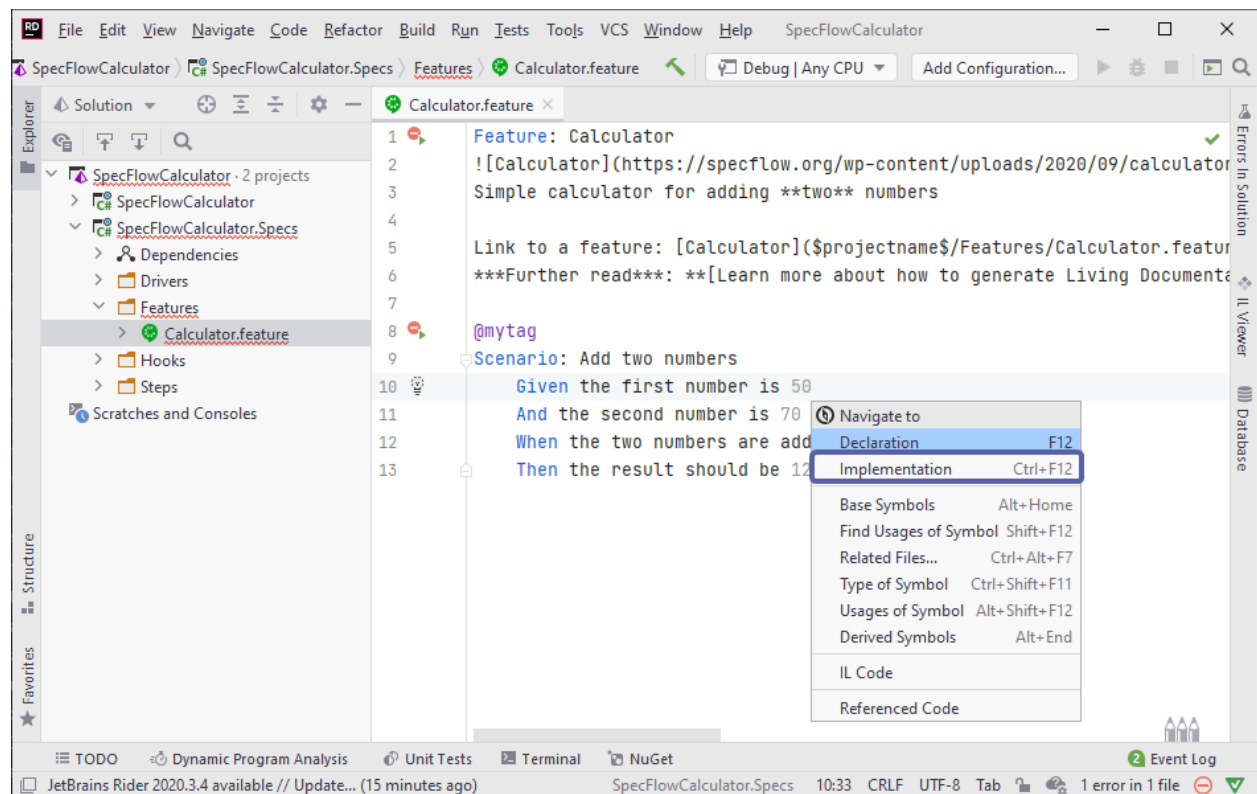 RD File Edit View Navigate Code Refactor Build Run Tests Tools VCS Window Help SpecFlowCalculator
SpecFlowCalculator C# SpecFlowCalculator.Specs Features Calculator.feature Debug | Any CPU Add Configuration...
Explorer
Solution
SpecFlowCalculator · 2 projects
C# SpecFlowCalculator
C# SpecFlowCalculator.Specs
Dependencies
Drivers
Features
Calculator.feature
Hooks
Steps
Scratches and Consoles
Structure
Favorites
Calculator.feature
1 Feature: Calculator
2 ![Calculator](https://specflow.org/wp-content/uploads/2020/09/calculator
3 Simple calculator for adding **two** numbers
4
5 Link to a feature: [Calculator]($projectname$/Features/Calculator.featur
6 ***Further read***: **[Learn more about how to generate Living Documenta
7
8 @mytag
9 Scenario: Add two numbers
10 Given the first number is 50
11 And the second number is 70
12 When the two numbers are add
13 Then the result should be 12
Navigate to
Declaration F12
Implementation Ctrl+F12
Base Symbols Alt+Home
Find Usages of Symbol Shift+F12
Related Files... Ctrl+Alt+F7
Type of Symbol Ctrl+Shift+F11
Usages of Symbol Alt+Shift+F12
Derived Symbols Alt+End
IL Code
Referenced Code
Errors In Solution
IL Viewer
Database
TODO Dynamic Program Analysis Unit Tests Terminal NuGet 2 Event Log
JetBrains Rider 2020.3.4 available // Update... (15 minutes ago) SpecFlowCalculator.Specs 10:33 CRLF UTF-8 Tab 1 error in 1 file